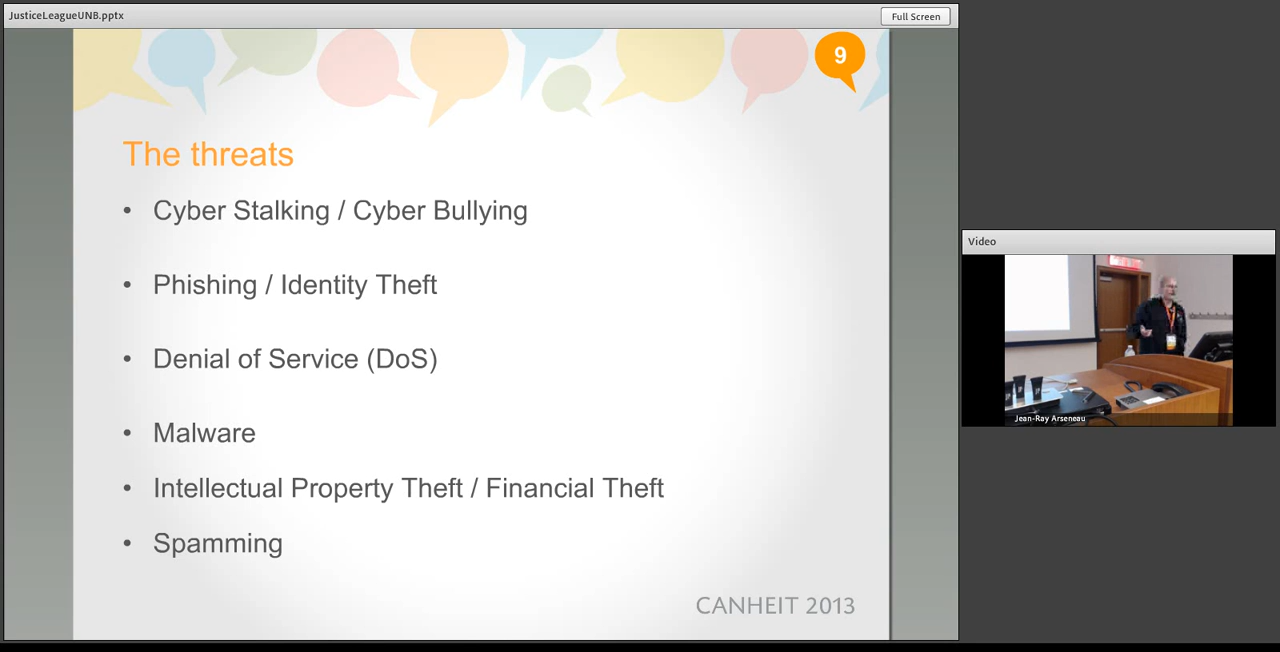 JusticeLeagueUNB.pptx
Full Screen
9
The threats
• Cyber Stalking / Cyber Bullying
• Phishing / Identity Theft
• Denial of Service (DoS)
• Malware
• Intellectual Property Theft / Financial Theft
• Spamming
CANHEIT 2013
Video
Jean-Ray Arseneau